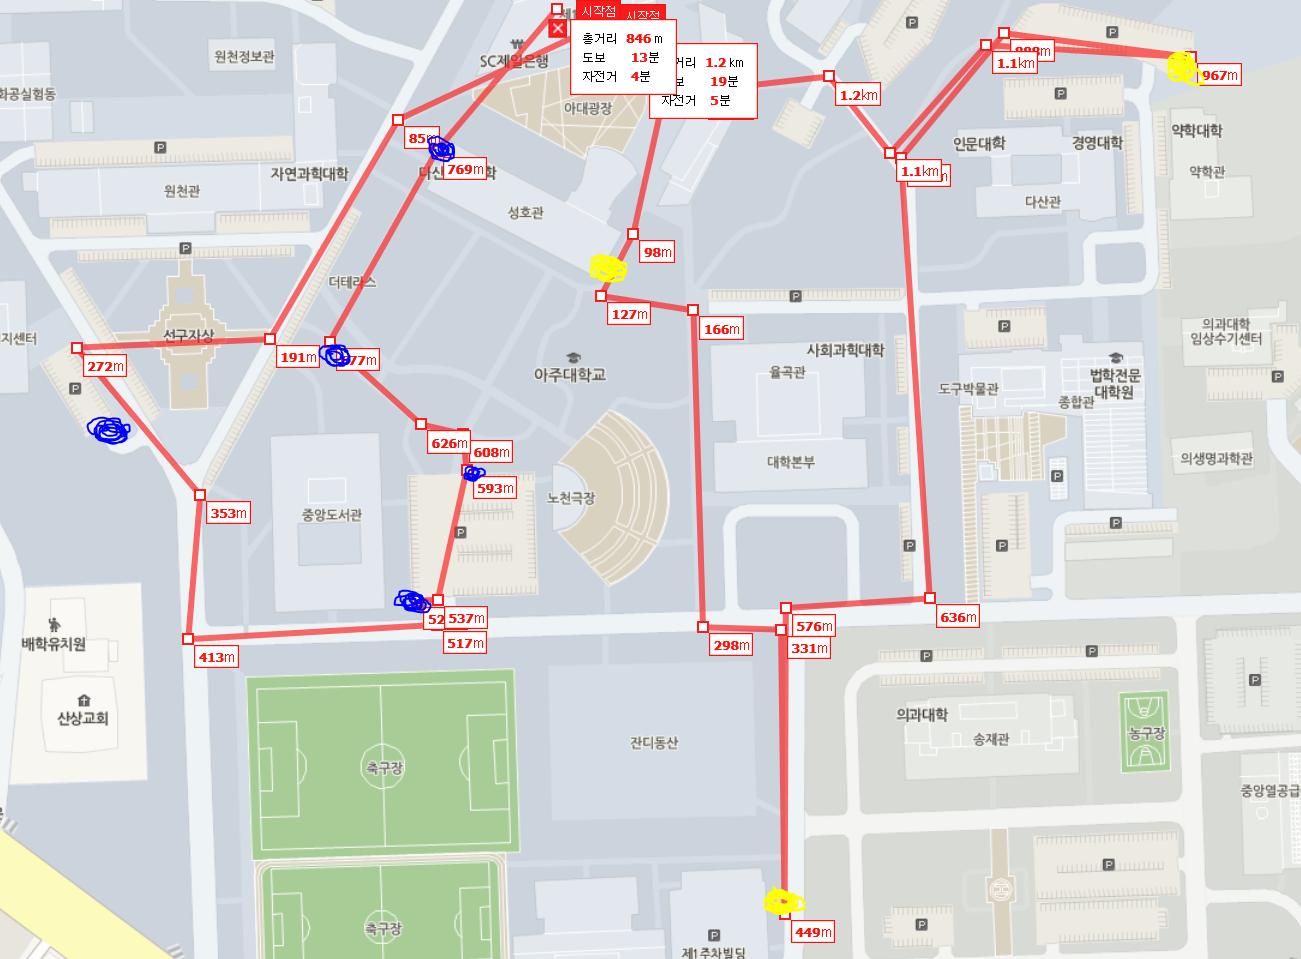 시작점
시작점
총거리 846 m
도보 13분
자전거 4분
거리 1.2 km
보 19분
자전거 5분
원천정보관
SC제일은행
화공실험동
아대광장
P
P
P
85m
769m
1.2km
1.1km
967m
1.1km
인문대학
경영대학
약학대학
약학관
자연과학대학
원천관
성호관
다산관
98m
P
더테라스
선구자상
127m
166m
P
P
191m
677m
272m
P
아주대학교
사회과학대학
율곡관
도구박물관
종합관
법학전문
대학원
의과대학
임상수기센터
P
지센터
626m
608m
593m
노천극장
대학본부
의생명과학관
P
353m
중앙도서관
P
P
P
P
537m
517m
413m
298m
576m
331m
636m
배학유치원
산상교회
축구장
잔디동산
P
P
P
의과대학
송재관
농구장
중앙열공급
축구장
449m
제1주차빌딩
P
P
P